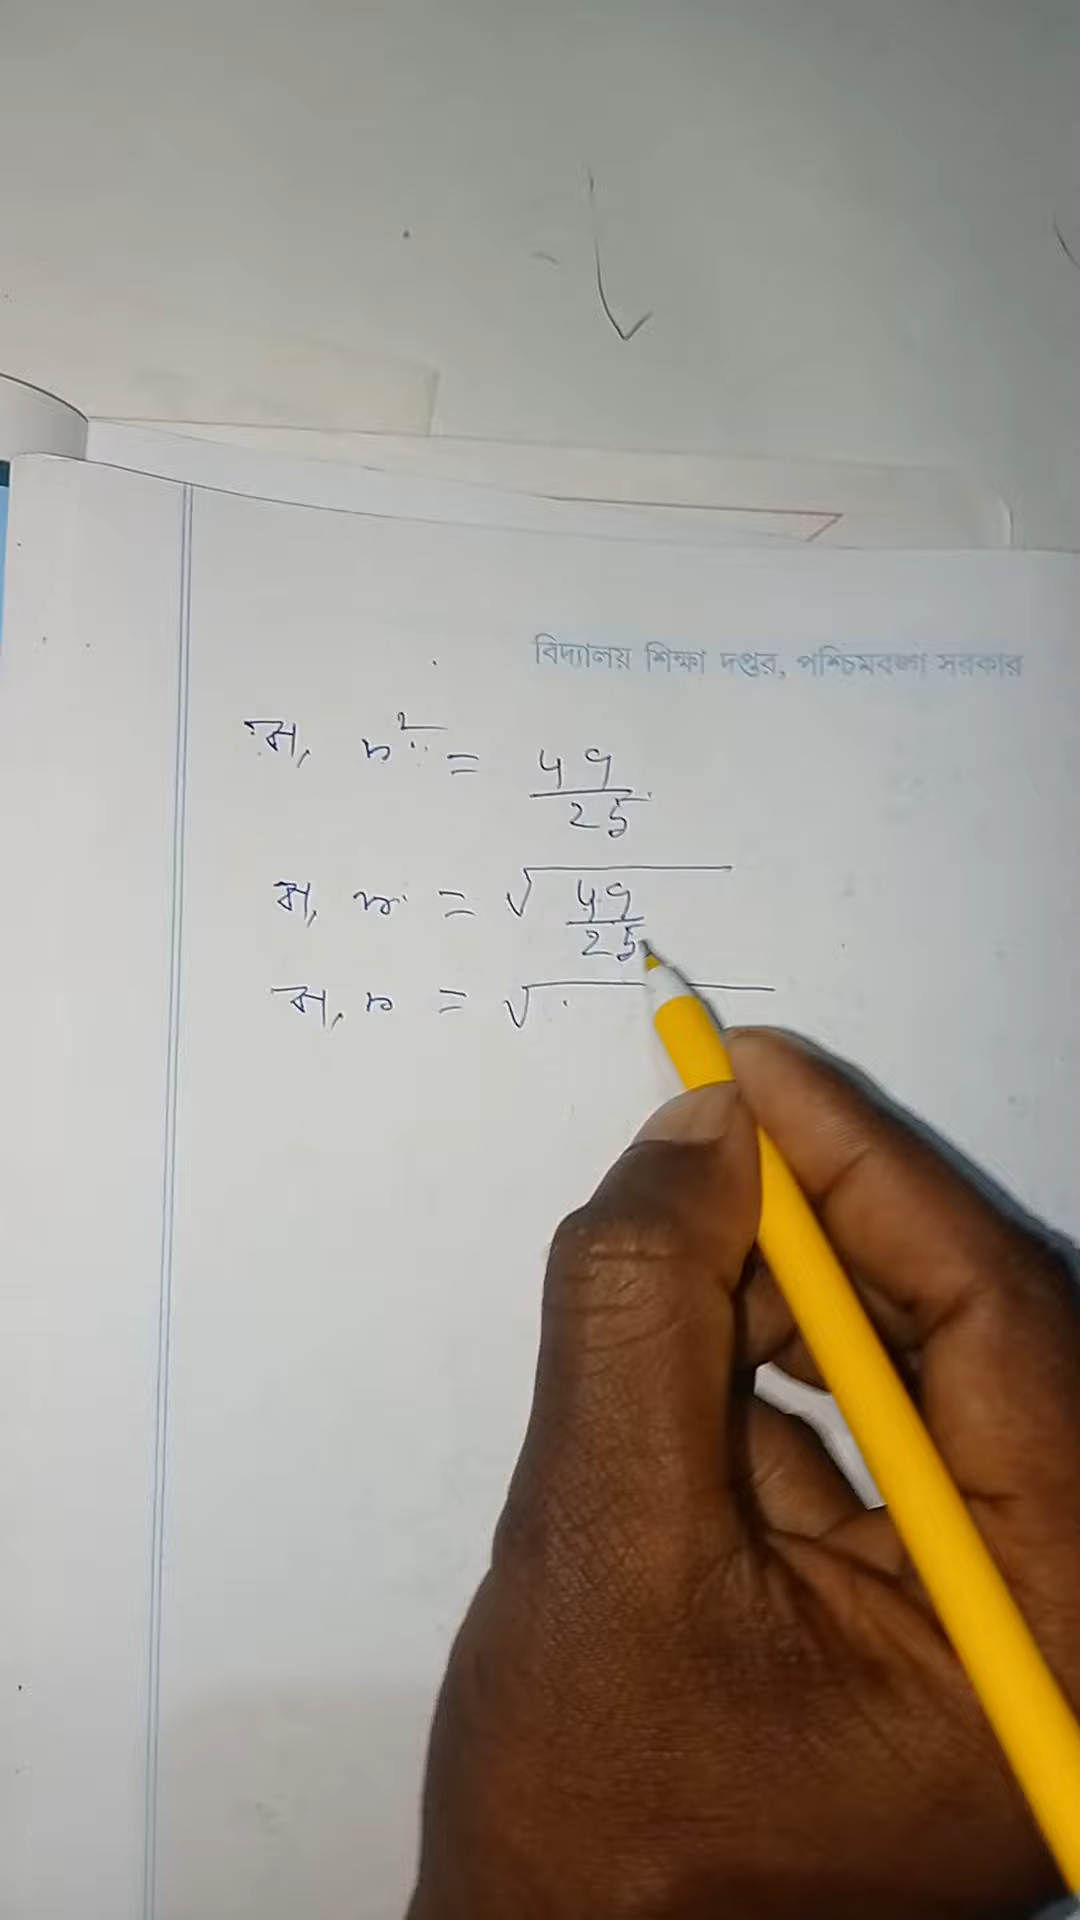 বিদ্যালয় শিক্ষা দপ্তর, পশ্চিমবঙ্গ সরকার
বা, x² = 49/25
বা, x = √49/25
বা, x = √